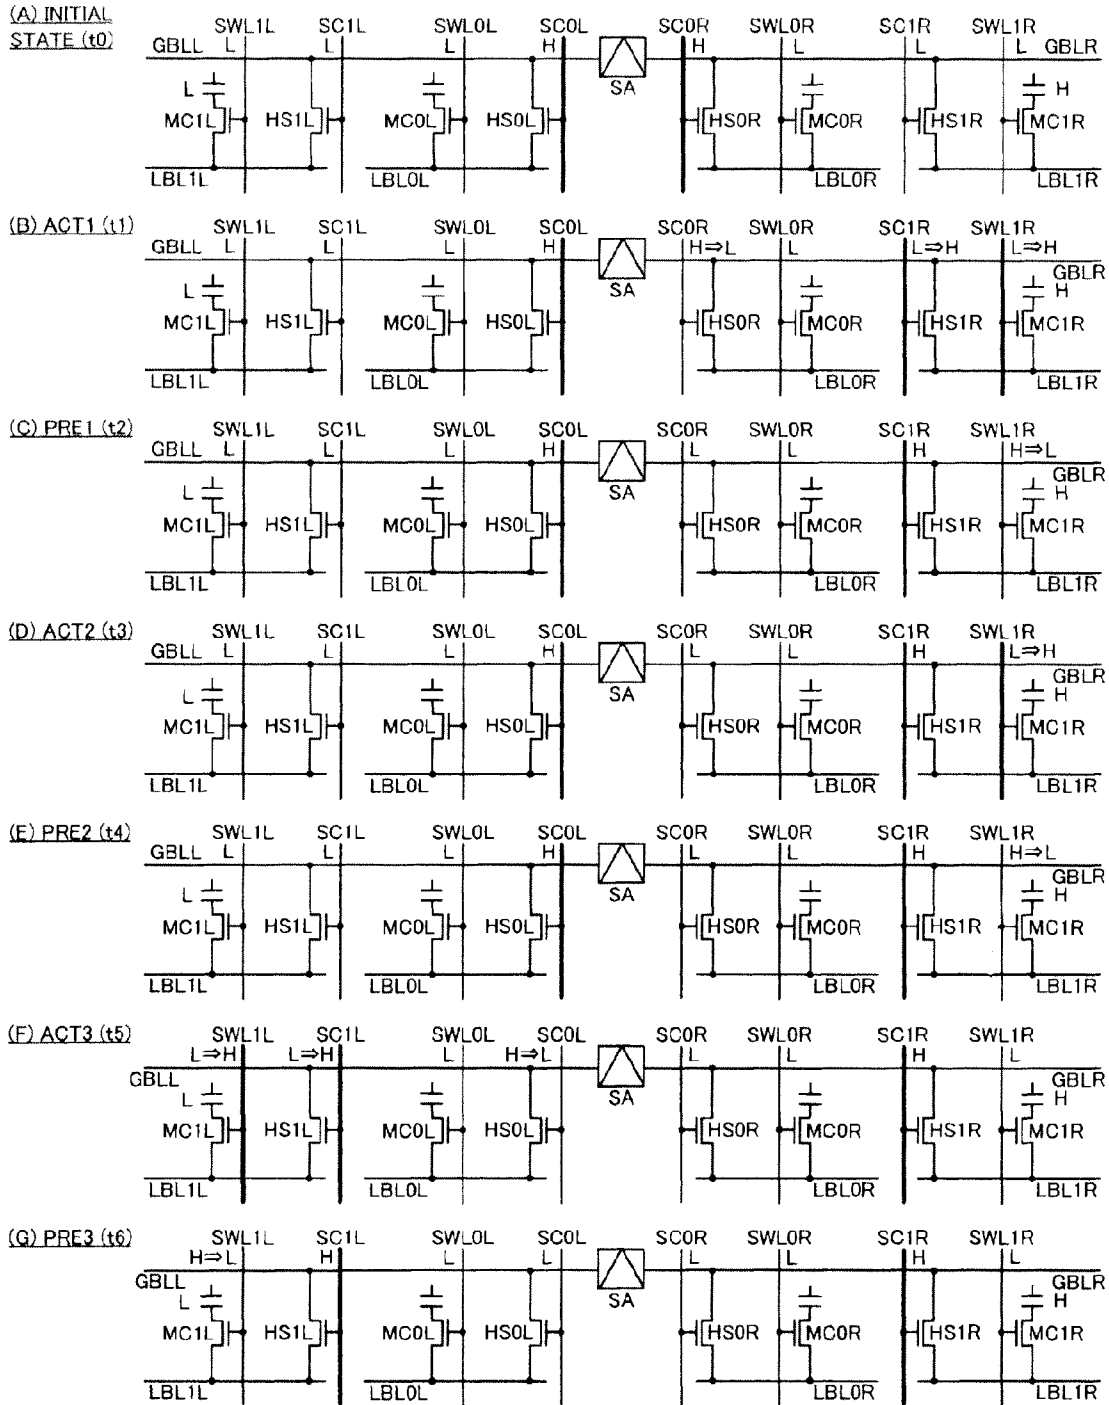 (A) INITIAL
STATE (t0)
SWL1L SC1L SWL0L SC0L SC0R SWL0R SC1R SWL1R
GBLL L L L H H L L L GBLR
SA
L H
MC1L HS1L MC0L HS0L HS0R MC0R HS1R MC1R
LBL1L LBL0L LBL0R LBL1R
(B) ACT1 (t1)
SWL1L SC1L SWL0L SC0L SC0R SWL0R SC1R SWL1R
GBLL L L L H H⇒L L L⇒H L⇒H
GBLR
SA
L H
MC1L HS1L MC0L HS0L HS0R MC0R HS1R MC1R
LBL1L LBL0L LBL0R LBL1R
(C) PRE1 (t2)
SWL1L SC1L SWL0L SC0L SC0R SWL0R SC1R SWL1R
GBLL L L L H L L H H⇒L
GBLR
SA
L H
MC1L HS1L MC0L HS0L HS0R MC0R HS1R MC1R
LBL1L LBL0L LBL0R LBL1R
(D) ACT2 (t3)
SWL1L SC1L SWL0L SC0L SC0R SWL0R SC1R SWL1R
GBLL L L L H L L H L⇒H
GBLR
SA
L H
MC1L HS1L MC0L HS0L HS0R MC0R HS1R MC1R
LBL1L LBL0L LBL0R LBL1R
(E) PRE2 (t4)
SWL1L SC1L SWL0L SC0L SC0R SWL0R SC1R SWL1R
GBLL L L L H L L H H⇒L
GBLR
SA
L H
MC1L HS1L MC0L HS0L HS0R MC0R HS1R MC1R
LBL1L LBL0L LBL0R LBL1R
(F) ACT3 (t5)
SWL1L SC1L SWL0L SC0L SC0R SWL0R SC1R SWL1R
L⇒H L⇒H L H⇒L L L H L
GBLL GBLR
SA
L H
MC1L HS1L MC0L HS0L HS0R MC0R HS1R MC1R
LBL1L LBL0L LBL0R LBL1R
(G) PRE3 (t6)
SWL1L SC1L SWL0L SC0L SC0R SWL0R SC1R SWL1R
H⇒L H L L L L H L
GBLL GBLR
SA
L H
MC1L HS1L MC0L HS0L HS0R MC0R HS1R MC1R
LBL1L LBL0L LBL0R LBL1R